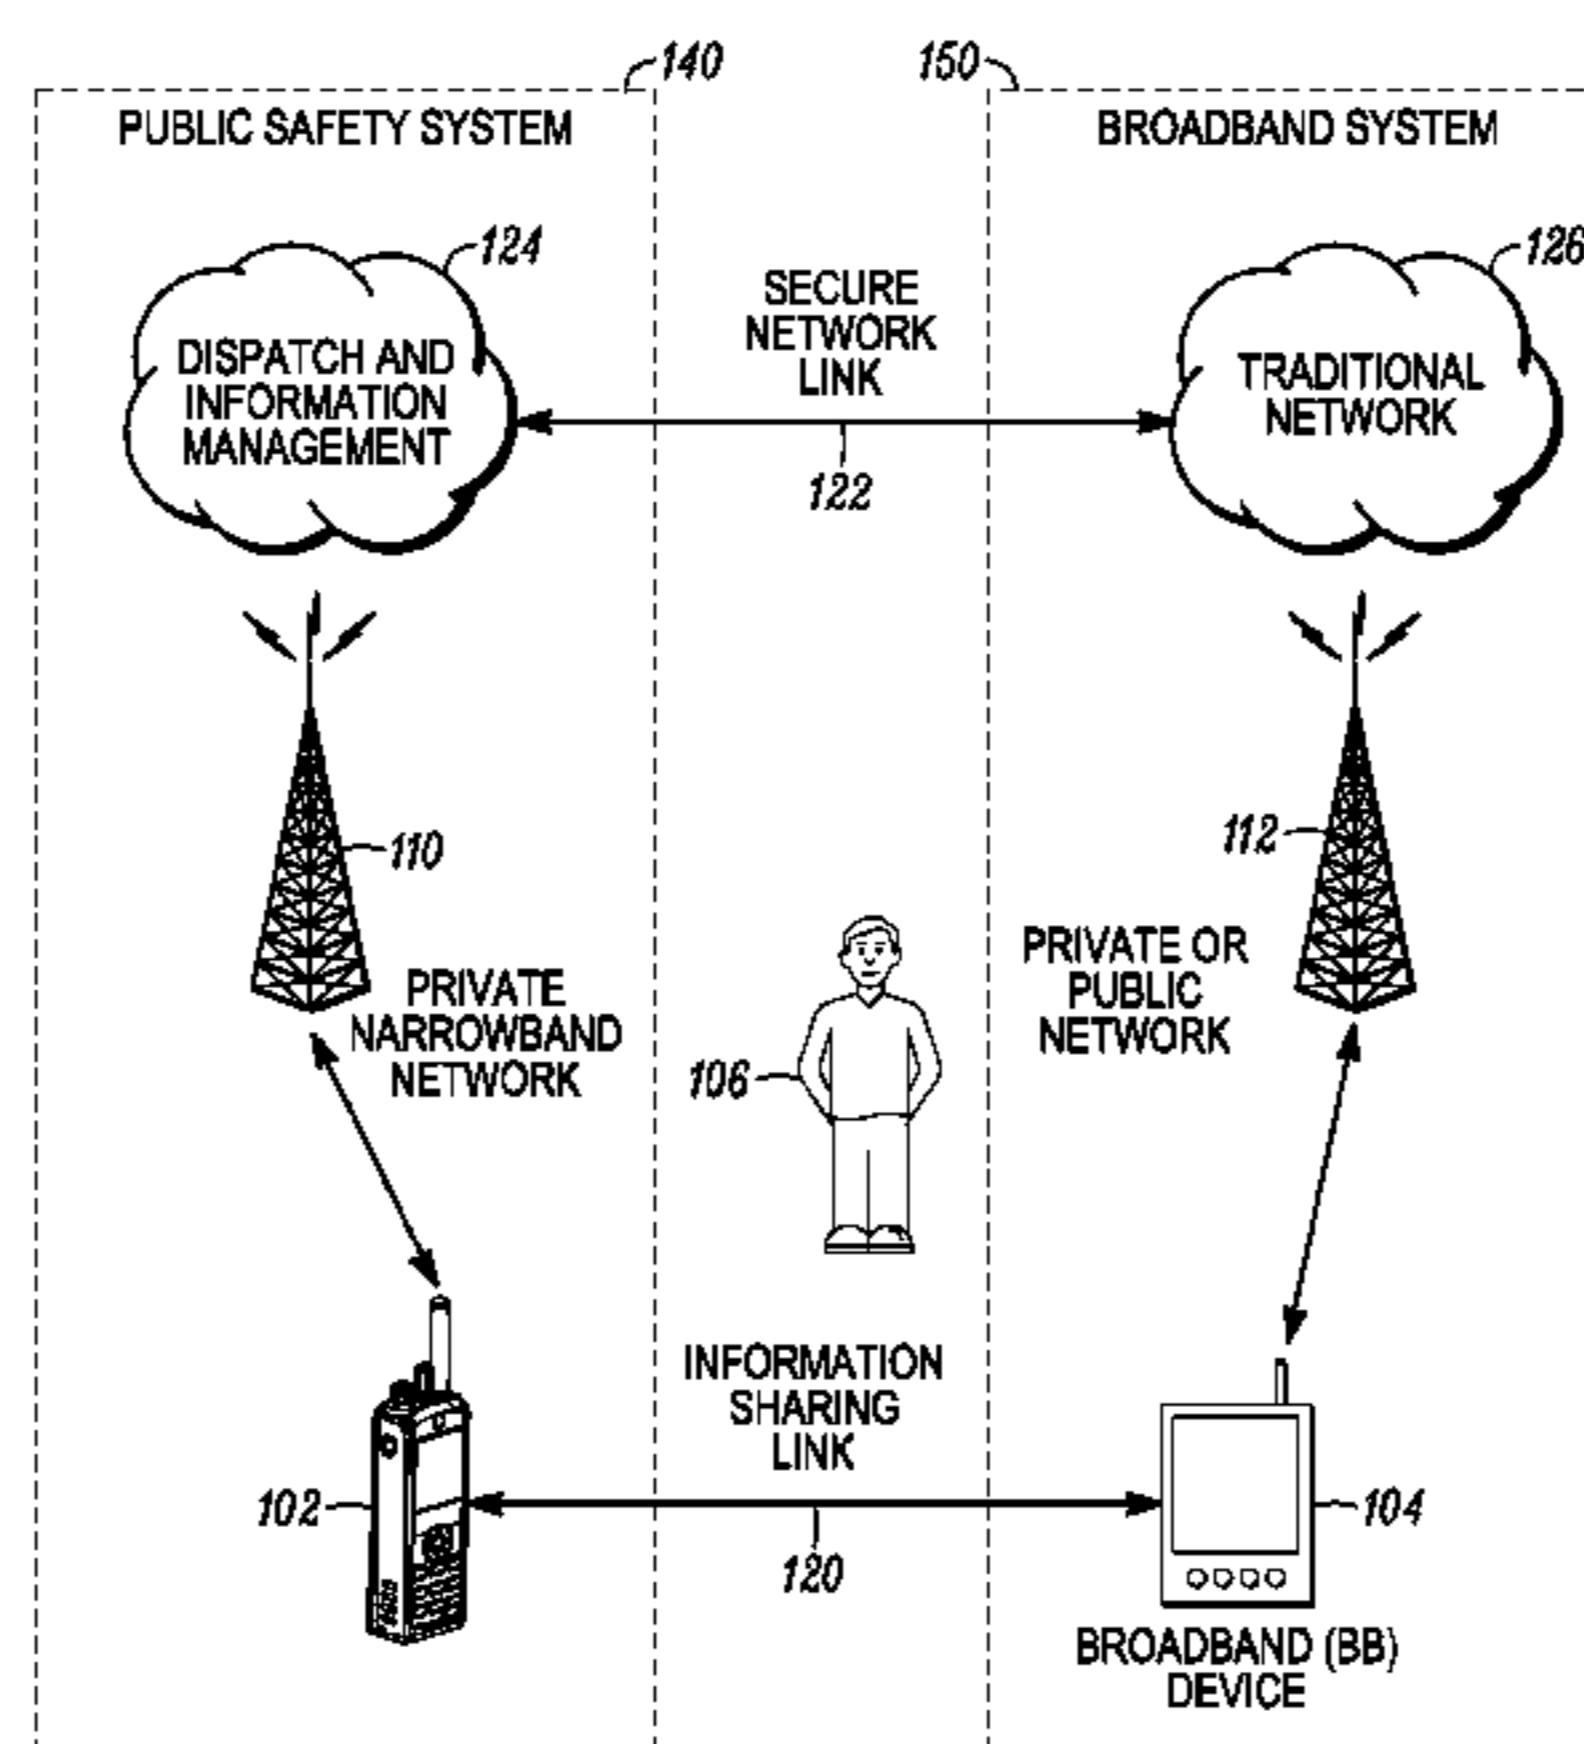 140
150
PUBLIC SAFETY SYSTEM
BROADBAND SYSTEM
124
126
DISPATCH AND
INFORMATION
MANAGEMENT
SECURE
NETWORK
LINK
122
TRADITIONAL
NETWORK
110
112
PRIVATE
NARROWBAND
NETWORK
106
PRIVATE OR
PUBLIC
NETWORK
INFORMATION
SHARING
LINK
102
120
104
BROADBAND (BB)
DEVICE